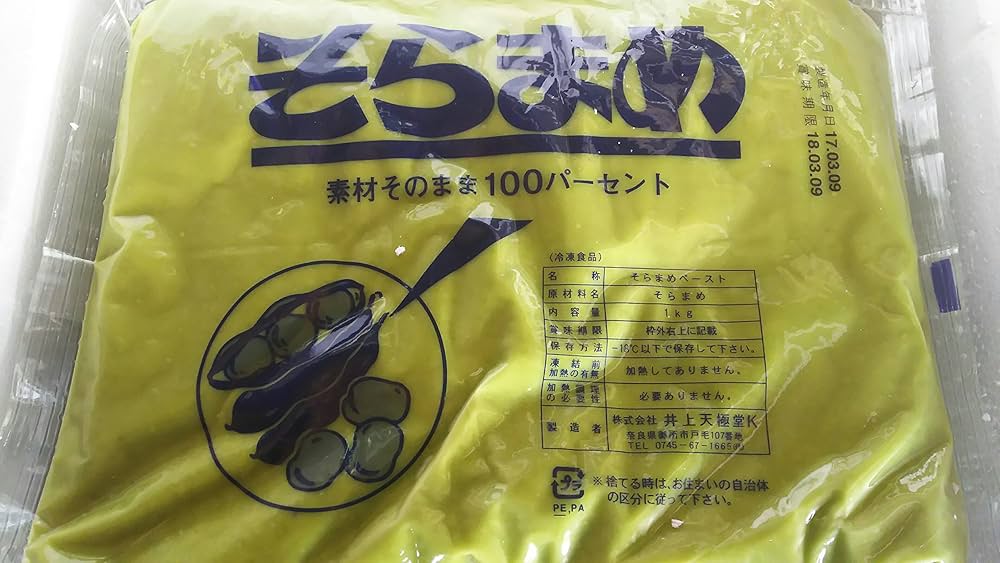 そらまめ
素材そのまま100パーセント
製造年月日 17.03.09
賞味期限 18.03.09
(冷凍食品)
名称 そらまめペースト
原材料名 そらまめ
内容量 1kg
賞味期限 枠外右上に記載
保存方法 -18℃以下で保存して下さい。
凍結前加熱の有無 加熱してありません。
加熱調理の必要性 必要ありません。
製造者 株式会社 井上天極堂K
奈良県御所市戸毛107番地
TEL 0745-67-166
プラ
PE,PA
※捨てる時は、お住まいの自治体
の区分に従って下さい。